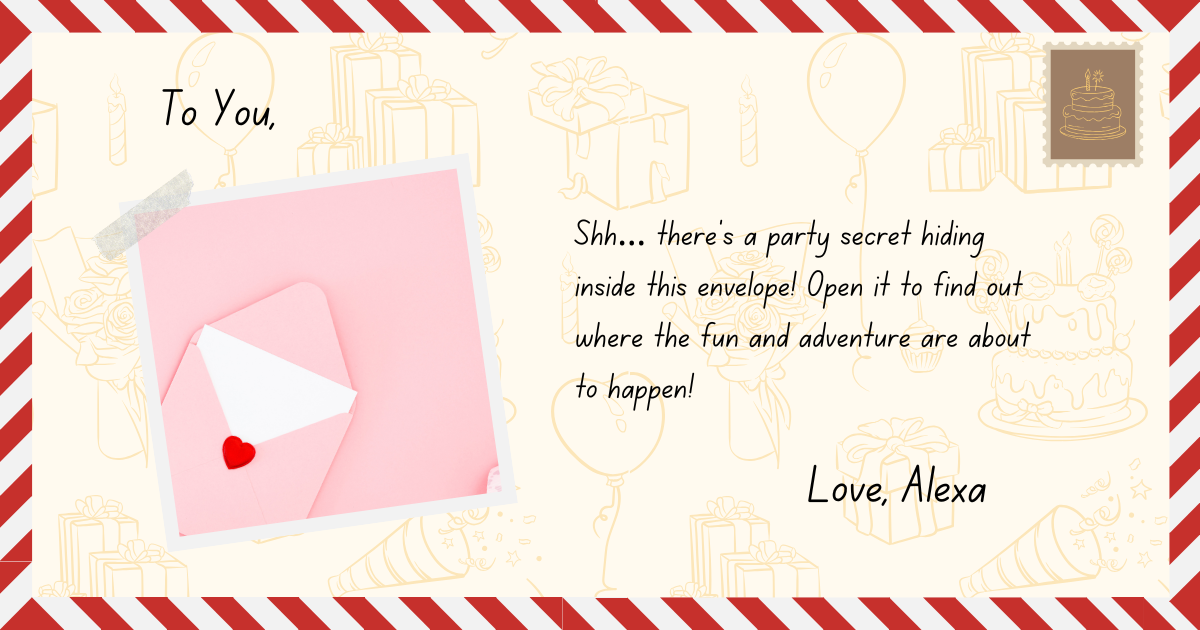 To You,
Shh... there's a party secret hiding
inside this envelope! Open it to find out
where the fun and adventure are about
to happen!
Love, Alexa